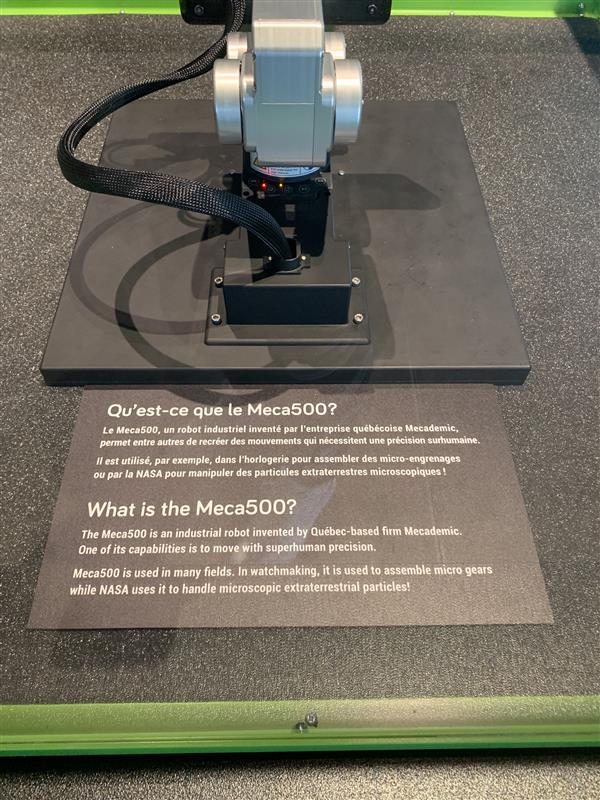 Qu'est-ce que le Meca500?
Le Meca500, un robot industriel inventé par l'entreprise québécoise Mecademic,
permet entre autres de recréer des mouvements qui nécessitent une précision surhumaine.
Il est utilisé, par exemple, dans l'horlogerie pour assembler des micro-engrenages
ou par la NASA pour manipuler des particules extraterrestres microscopiques !
What is the Meca500?
The Meca500 is an industrial robot invented by Québec-based firm Mecademic.
One of its capabilities is to move with superhuman precision.
Meca500 is used in many fields. In watchmaking, it is used to assemble micro gears
while NASA uses it to handle microscopic extraterrestrial particles!